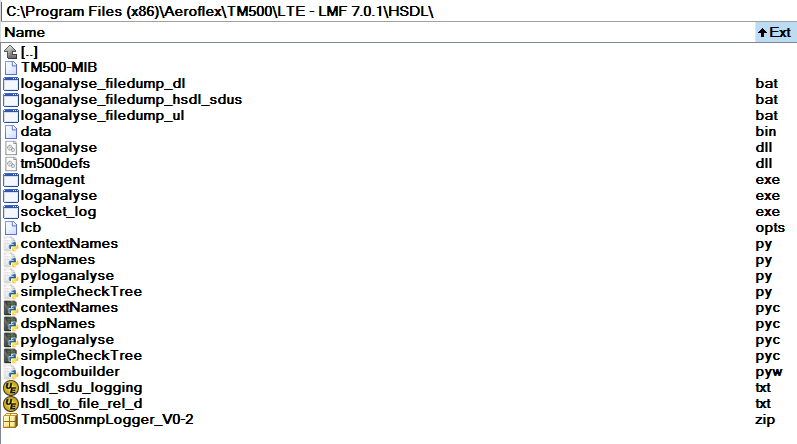 C:\Program Files (x86)\Aeroflex\TM500\LTE - LMF 7.0.1\HSDL\
Name Ext
[..]
TM500-MIB
loganalyse_filedump_dl bat
loganalyse_filedump_hsdl_sdus bat
loganalyse_filedump_ul bat
data bin
loganalyse dll
tm500defs dll
ldmagent exe
loganalyse exe
socket_log exe
lcb opts
contextNames py
dspNames py
pyloganalyse py
simpleCheckTree py
contextNames pyc
dspNames pyc
pyloganalyse pyc
simpleCheckTree pyc
logcombuilder pyw
hsdl_sdu_logging txt
hsdl_to_file_rel_d txt
Tm500SnmpLogger_V0-2 zip